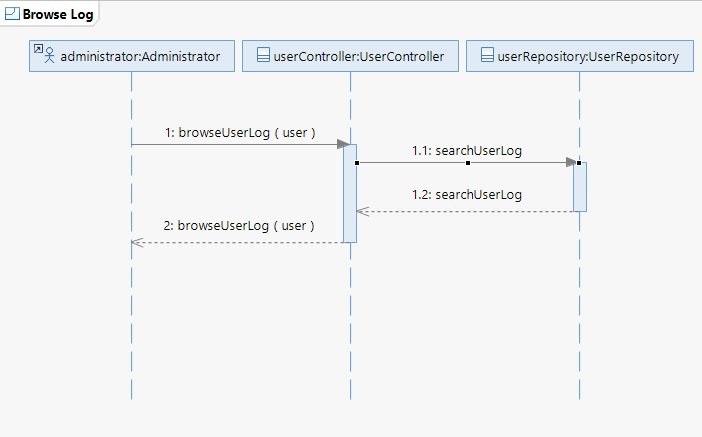 Browse Log
administrator:Administrator
userController:UserController
userRepository:UserRepository
1: browseUserLog ( user )
1.1: searchUserLog
1.2: searchUserLog
2: browseUserLog ( user )